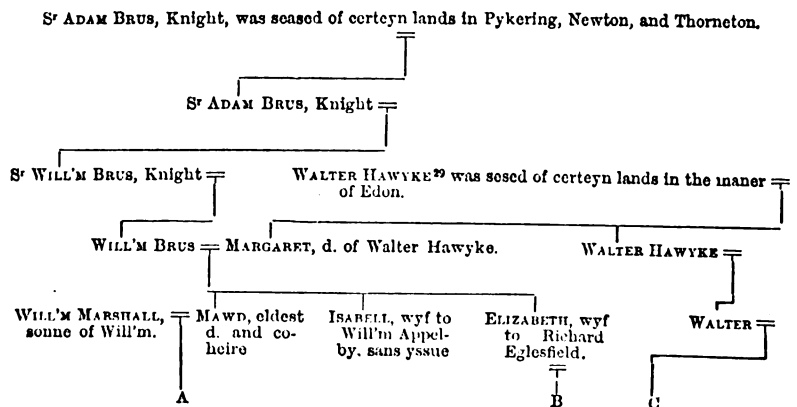 Sʳ ADAM BRUS, Knight, was seased of certeyn lands in Pykering, Newton, and Thorneton.
Sʳ ADAM BRUS, Knight
Sʳ WILL'M BRUS, Knight
WALTER HAWYKE²⁹ was sesed of certeyn lands in the maner
of Edon.
WILL'M BRUS
MARGARET, d. of Walter Hawyke.
WALTER HAWYKE
WILL'M MARSHALL,
sonne of Will'm.
MAWD, eldest
d. and co-
heire
ISABELL, wyf to
Will'm Appel-
by, sans yssue
ELIZABETH, wyf
to Richard
Eglesfield.
WALTER
A
B
C